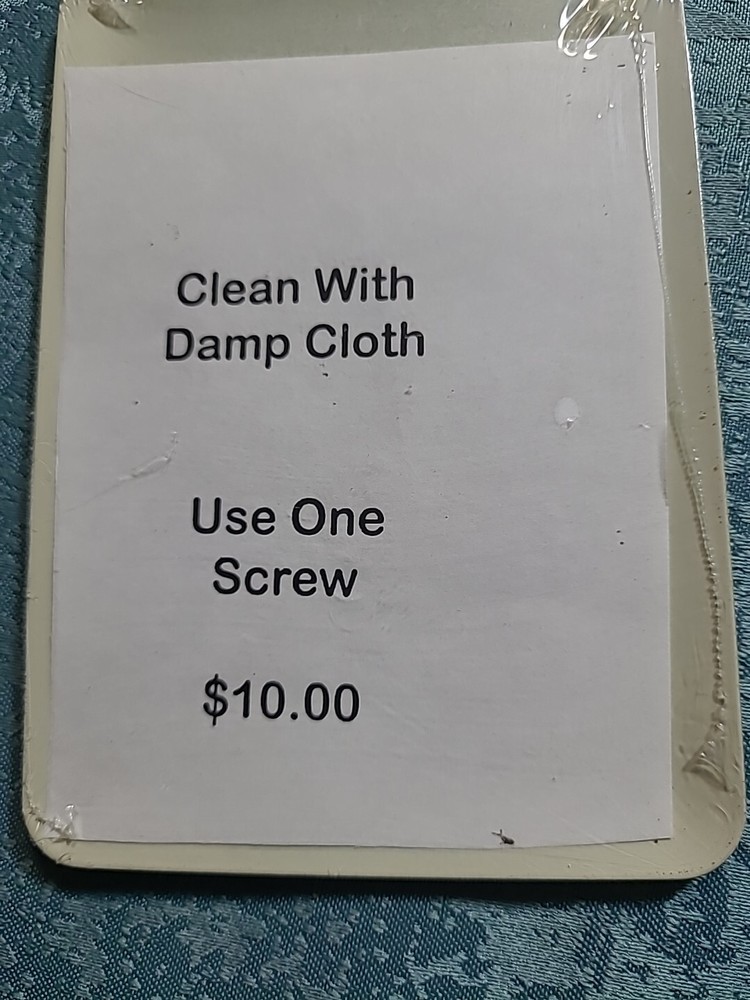 Clean With
Damp Cloth
Use One
Screw
$10.00